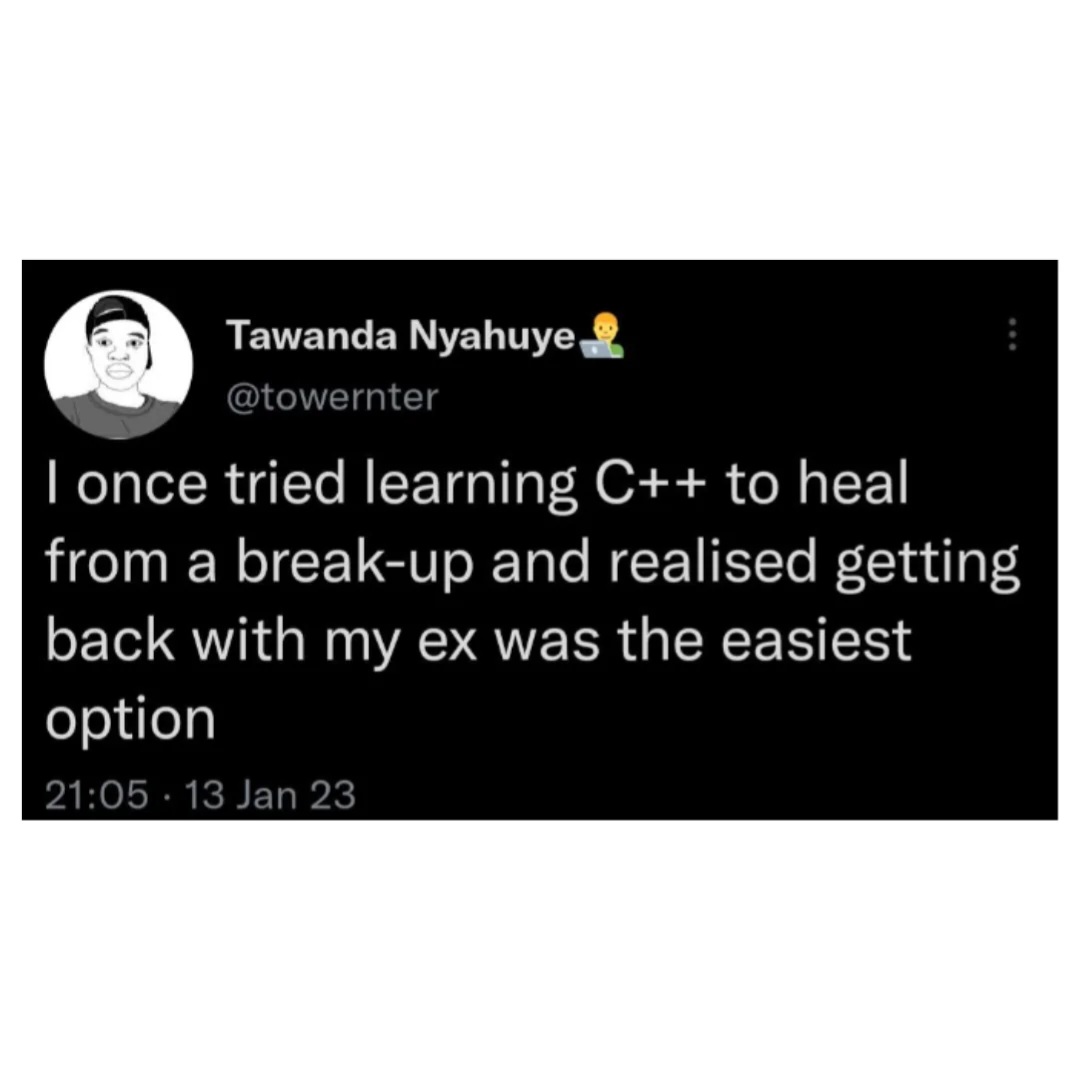 Tawanda Nyahuye👨‍💻
@towernter
I once tried learning C++ to heal
from a break-up and realised getting
back with my ex was the easiest
option
21:05 · 13 Jan 23